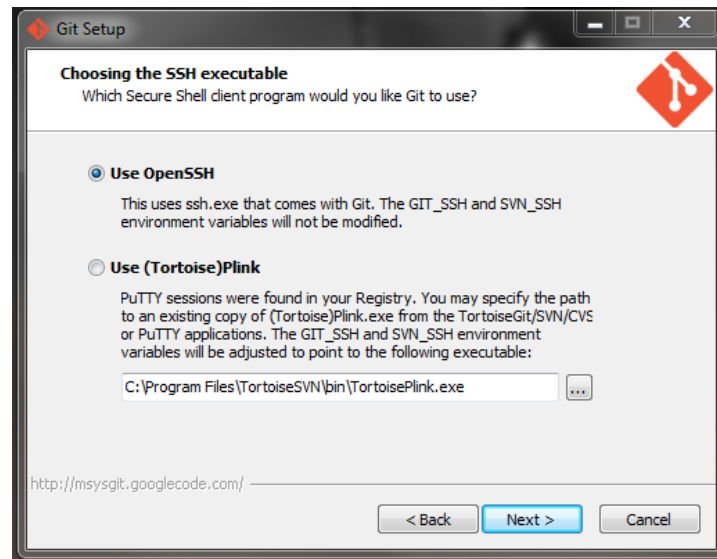 Git Setup
Choosing the SSH executable
Which Secure Shell client program would you like Git to use?
Use OpenSSH
This uses ssh.exe that comes with Git. The GIT_SSH and SVN_SSH
environment variables will not be modified.
Use (Tortoise)Plink
PuTTY sessions were found in your Registry. You may specify the path
to an existing copy of (Tortoise)Plink.exe from the TortoiseGit/SVN/CVS
or PuTTY applications. The GIT_SSH and SVN_SSH environment
variables will be adjusted to point to the following executable:
C:\Program Files\TortoiseSVN\bin\TortoisePlink.exe ...
http://msysgit.googlecode.com/
< Back Next > Cancel